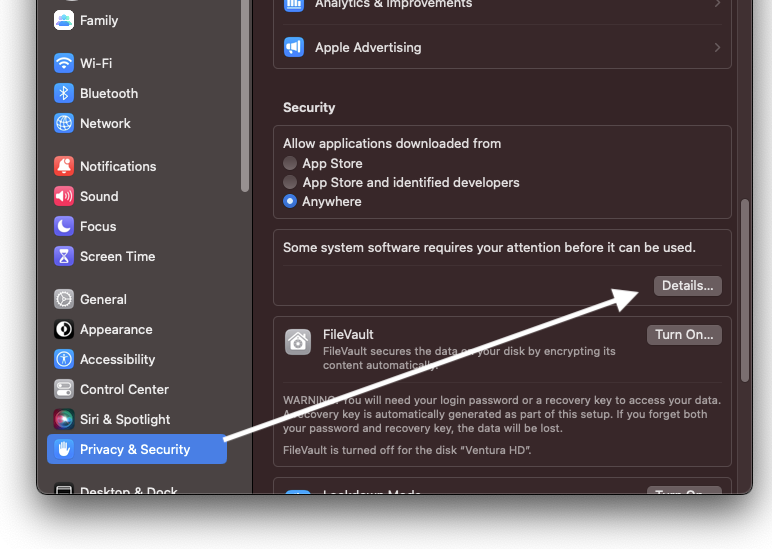 Family
Wi-Fi
Bluetooth
Network
Notifications
Sound
Focus
Screen Time
General
Appearance
Accessibility
Control Center
Siri & Spotlight
Privacy & Security
Desktop & Dock
Analytics & Improvements
Apple Advertising
Security
Allow applications downloaded from
App Store
App Store and identified developers
Anywhere
Some system software requires your attention before it can be used.
Details...
FileVault
Turn On...
FileVault secures the data on your disk by encrypting its
content automatically.
WARNING: You will need your login password or a recovery key to access your data.
A recovery key is automatically generated as part of this setup. If you forget both
your password and recovery key, the data will be lost.
FileVault is turned off for the disk “Ventura HD”.
Lockdown Mode
Turn On...